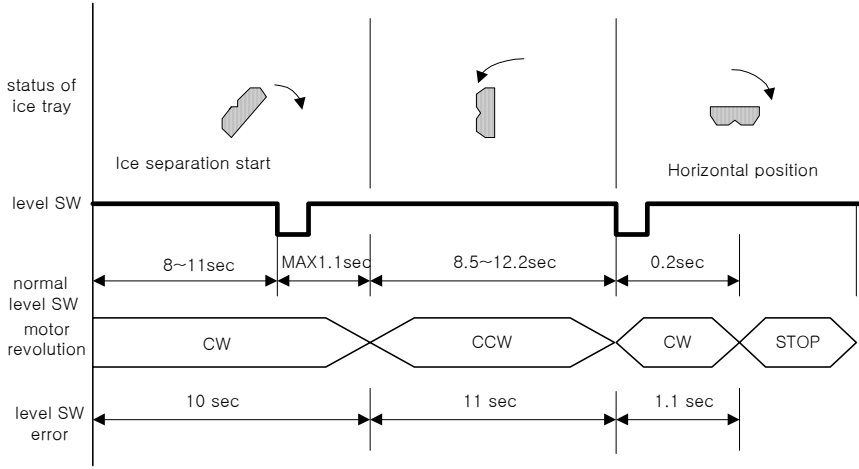 status of
ice tray
Ice separation start
Horizontal position
level SW
8~11sec
MAX1.1sec
8.5~12.2sec
0.2sec
normal
level SW
motor
revolution
CW
CCW
CW
STOP
10 sec
11 sec
1.1 sec
level SW
error